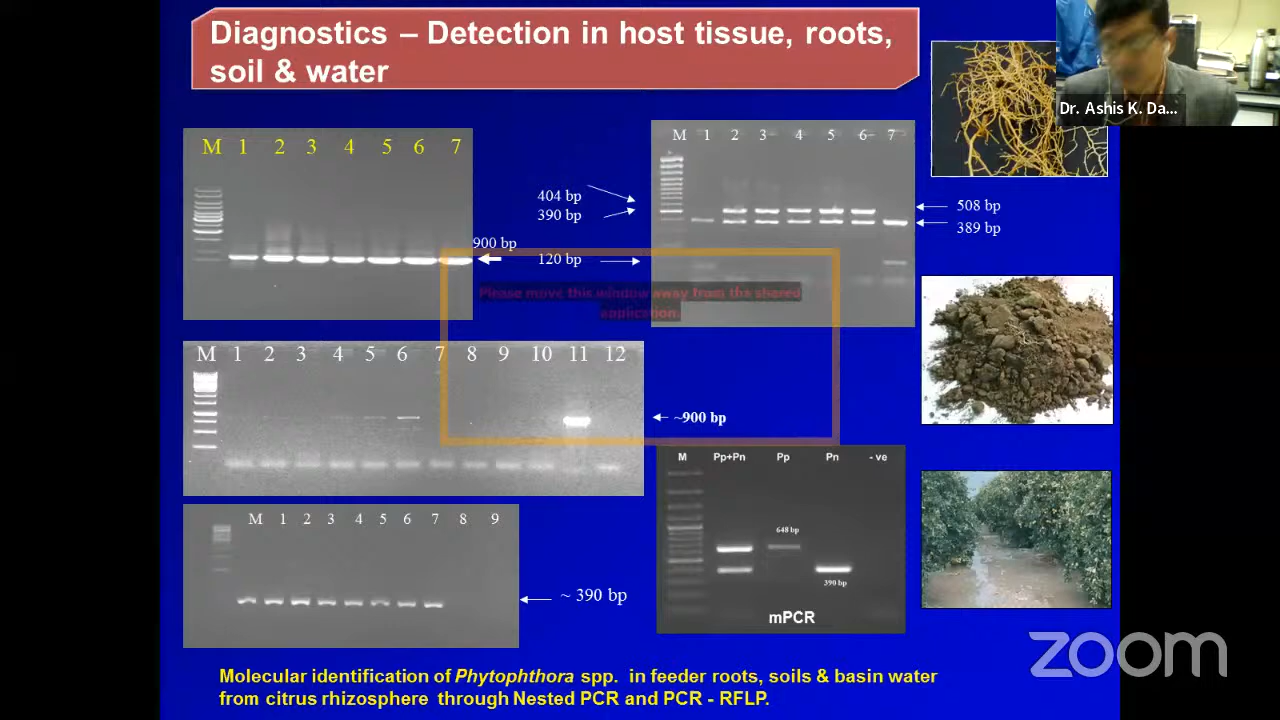 Diagnostics – Detection in host tissue, roots,
soil & water
Dr. Ashis K. Da...
M 1 2 3 4 5 6 7
900 bp
M 1 2 3 4 5 6 7
404 bp
390 bp
120 bp
508 bp
389 bp
Please move this window away from the shared
application.
M 1 2 3 4 5 6 7 8 9 10 11 12
~900 bp
M 1 2 3 4 5 6 7 8 9
~ 390 bp
M Pp+Pn Pp Pn - ve
648 bp
390 bp
mPCR
zoom
Molecular identification of Phytophthora spp. in feeder roots, soils & basin water
from citrus rhizosphere through Nested PCR and PCR - RFLP.